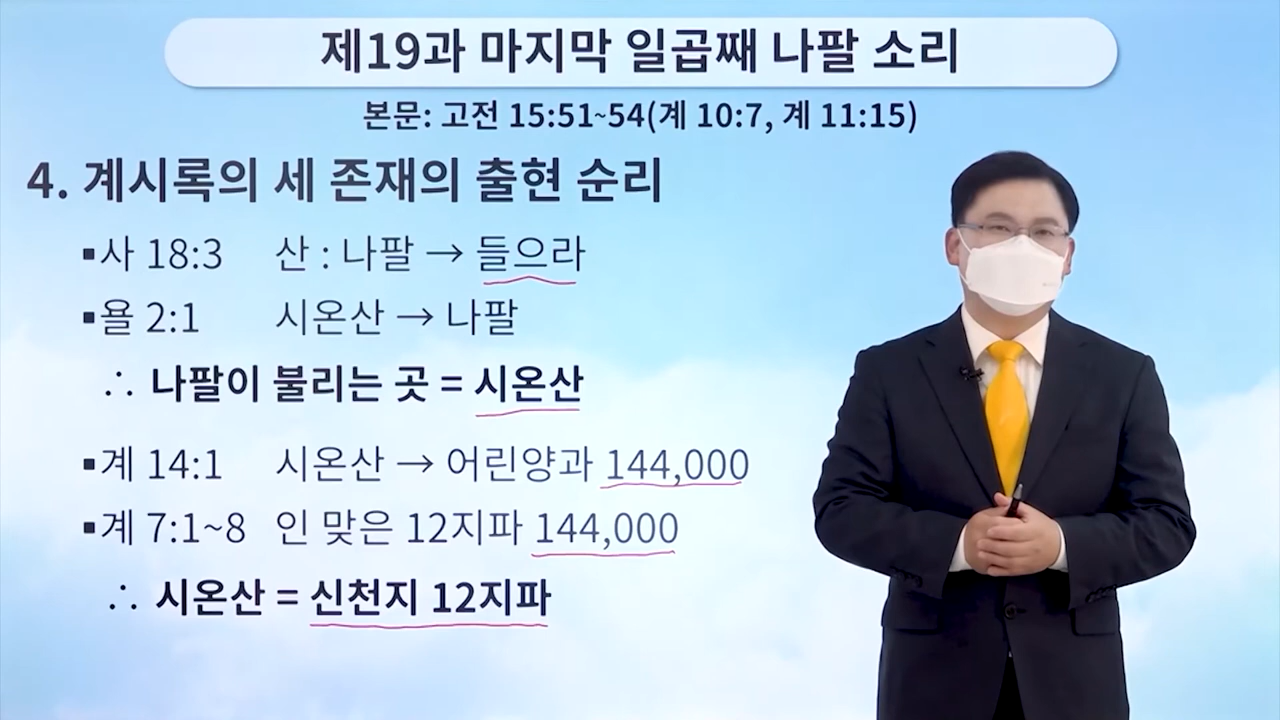 제19과 마지막 일곱째 나팔 소리
본문: 고전 15:51~54(계 10:7, 계 11:15)
4. 계시록의 세 존재의 출현 순리
▪사 18:3 산 : 나팔 → 들으라
▪욜 2:1 시온산 → 나팔
∴ 나팔이 불리는 곳 = 시온산
▪계 14:1 시온산 → 어린양과 144,000
▪계 7:1~8 인 맞은 12지파 144,000
∴ 시온산 = 신천지 12지파